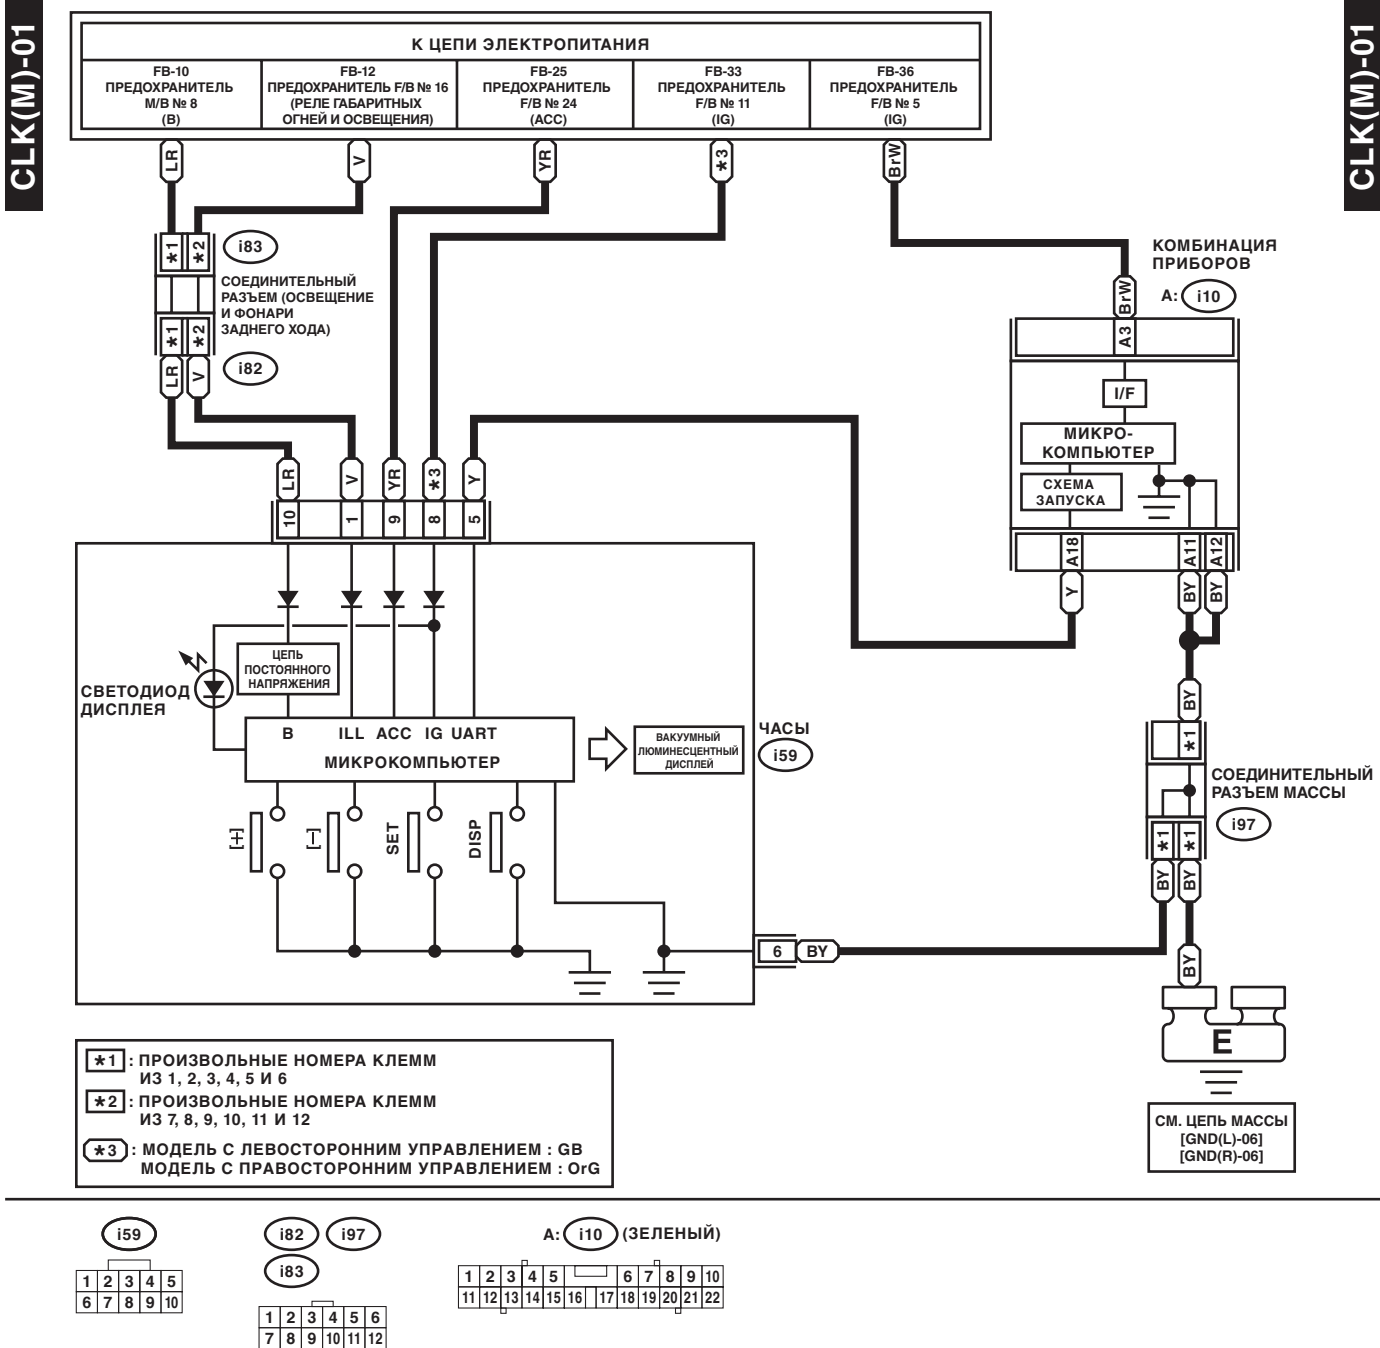 CLK(M)-01
CLK(M)-01
К ЦЕПИ ЭЛЕКТРОПИТАНИЯ
FB-10
ПРЕДОХРАНИТЕЛЬ
M/B № 8
(B)
FB-12
ПРЕДОХРАНИТЕЛЬ F/B № 16
(РЕЛЕ ГАБАРИТНЫХ
ОГНЕЙ И ОСВЕЩЕНИЯ)
FB-25
ПРЕДОХРАНИТЕЛЬ
F/B № 24
(ACC)
FB-33
ПРЕДОХРАНИТЕЛЬ
F/B № 11
(IG)
FB-36
ПРЕДОХРАНИТЕЛЬ
F/B № 5
(IG)
LR
V
YR
*3
BrW
*1
*2
i83
СОЕДИНИТЕЛЬНЫЙ
РАЗЪЕМ (ОСВЕЩЕНИЕ
И ФОНАРИ
ЗАДНЕГО ХОДА)
*1
*2
LR
V
i82
КОМБИНАЦИЯ
ПРИБОРОВ
A: i10
BrW
A3
I/F
МИКРО-
КОМПЬЮТЕР
СХЕМА
ЗАПУСКА
A18
A11
A12
Y
BY
BY
LR
V
YR
*3
Y
10
1
9
8
5
ЦЕПЬ
ПОСТОЯННОГО
НАПРЯЖЕНИЯ
СВЕТОДИОД
ДИСПЛЕЯ
B
ILL
ACC
IG
UART
МИКРОКОМПЬЮТЕР
ВАКУУМНЫЙ
ЛЮМИНЕСЦЕНТНЫЙ
ДИСПЛЕЙ
ЧАСЫ
i59
[+]
[–]
SET
DISP
6
BY
BY
*1
СОЕДИНИТЕЛЬНЫЙ
РАЗЪЕМ МАССЫ
i97
*1
*1
BY
BY
BY
E
СМ. ЦЕПЬ МАССЫ
[GND(L)-06]
[GND(R)-06]
*1 : ПРОИЗВОЛЬНЫЕ НОМЕРА КЛЕММ
ИЗ 1, 2, 3, 4, 5 И 6
*2 : ПРОИЗВОЛЬНЫЕ НОМЕРА КЛЕММ
ИЗ 7, 8, 9, 10, 11 И 12
*3 : МОДЕЛЬ С ЛЕВОСТОРОННИМ УПРАВЛЕНИЕМ : GB
МОДЕЛЬ С ПРАВОСТОРОННИМ УПРАВЛЕНИЕМ : OrG
i59
1 2 3 4 5
6 7 8 9 10
i82 i97
i83
1 2 3 4 5 6
7 8 9 10 11 12
A: i10 (ЗЕЛЕНЫЙ)
1 2 3 4 5 6 7 8 9 10
11 12 13 14 15 16 17 18 19 20 21 22